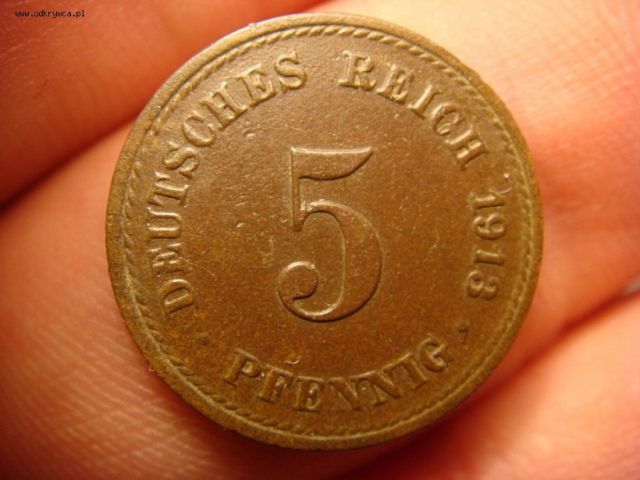 www.odkrywca.pl
DEUTSCHES REICH 1913
5
PFENNIG